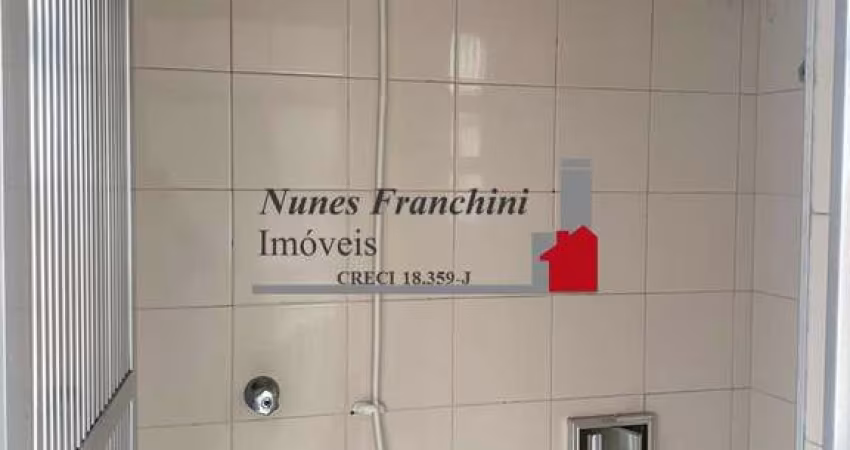 Nunes Franchini
Imóveis
CRECI 18.359-J